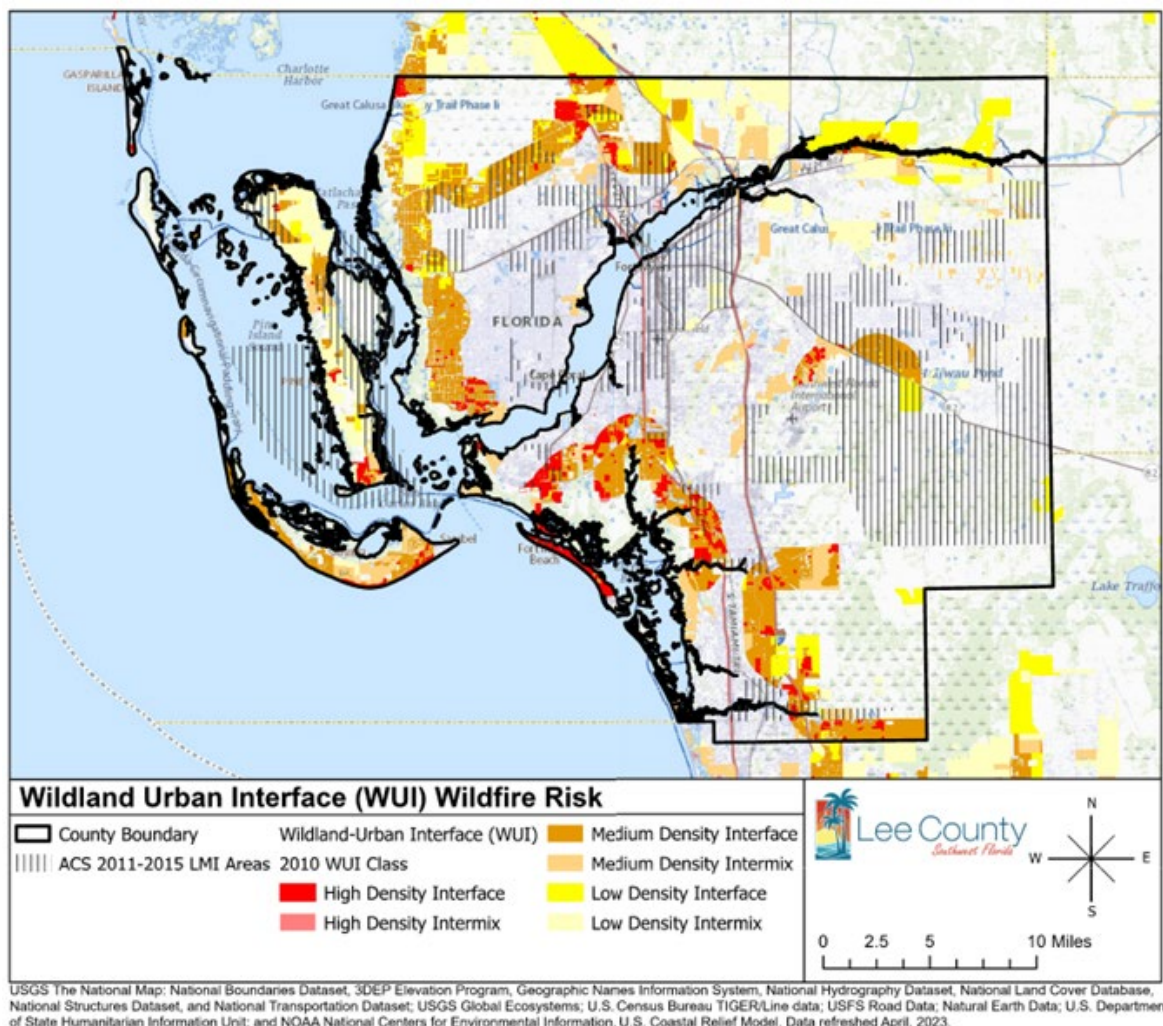 GASPARILLA
ISLAND
Charlotte
Harbor
Great Calusa
y Trail Phase Ii
Great Calus
y Trail Phase Ii
FLORIDA
Cape Coral
Pine
Island
Airport
International
Sanibel
Beach
Lake Traffo
Wildland Urban Interface (WUI) Wildfire Risk
County Boundary
ACS 2011-2015 LMI Areas
Wildland-Urban Interface (WUI)
2010 WUI Class
High Density Interface
High Density Intermix
Medium Density Interface
Medium Density Intermix
Low Density Interface
Low Density Intermix
Lee County
Southwest Florida
N
W
E
S
0 2.5 5 10 Miles
USGS The National Map: National Boundaries Dataset, 3DEP Elevation Program, Geographic Names Information System, National Hydrography Dataset, National Land Cover Database,
National Structures Dataset, and National Transportation Dataset; USGS Global Ecosystems; U.S. Census Bureau TIGER/Line data; USFS Road Data; Natural Earth Data; U.S. Departmen
of State Humanitarian Information Unit; and NOAA National Centers for Environmental Information, U.S. Coastal Relief Model. Data refreshed April, 2023.